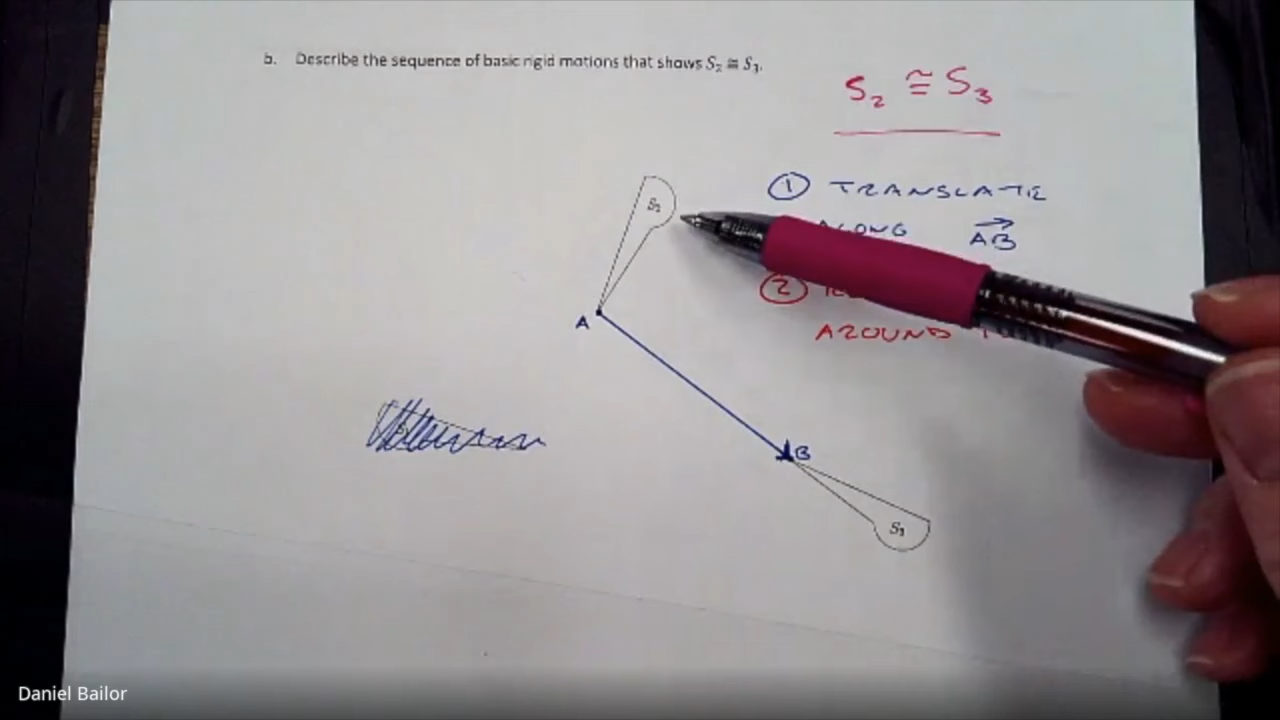 b. Describe the sequence of basic rigid motions that shows S₂ ≅ S₃.
S₂ ≅ S₃
① TRANSLATE
ALONG AB→
②
AROUND
S₂
A
B
S₃
Daniel Bailor